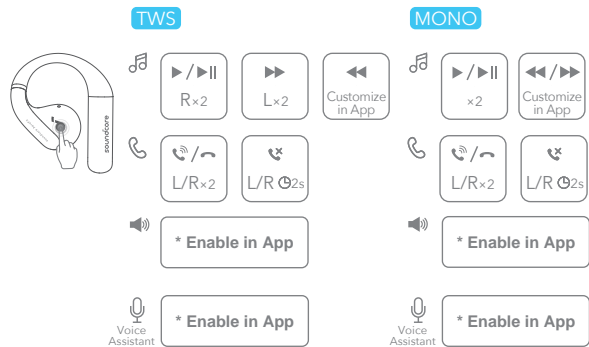 TWS
R×2
L×2
Customize
in App
L/R×2
L/R 2s
* Enable in App
Voice
Assistant
* Enable in App
MONO
×2
Customize
in App
L/R×2
L/R 2s
* Enable in App
Voice
Assistant
* Enable in App
soundcore